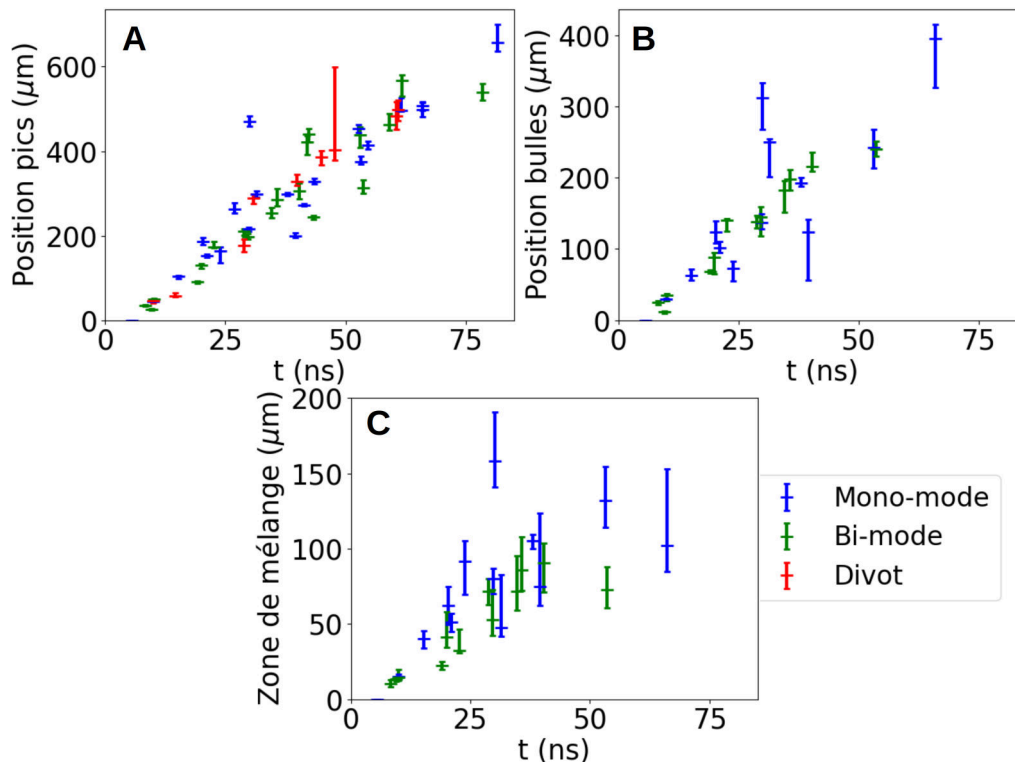 A
Position pics (μm)
600
400
200
0
0 25 50 75
t (ns)
B
Position bulles (μm)
400
300
200
100
0
0 25 50 75
t (ns)
C
Zone de mélange (μm)
200
150
100
50
0
0 25 50 75
t (ns)
Mono-mode
Bi-mode
Divot